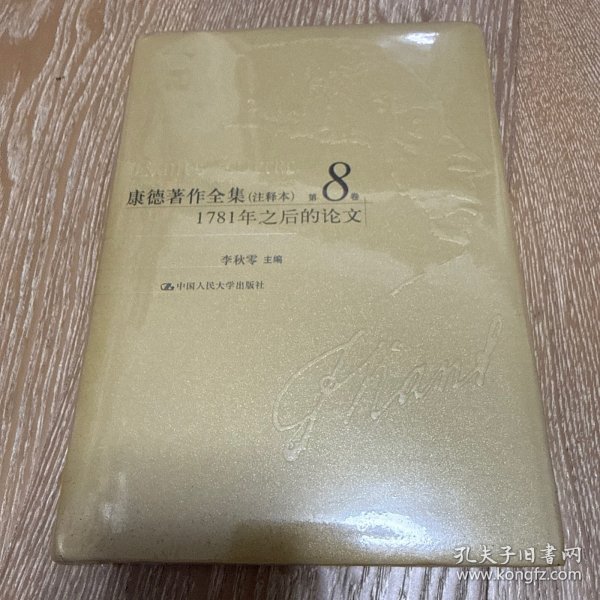 康德著作全集(注释本) 第8卷
1781年之后的论文
李秋零 主编
中国人民大学出版社
Kant
孔夫子旧书网
www.kongfz.com